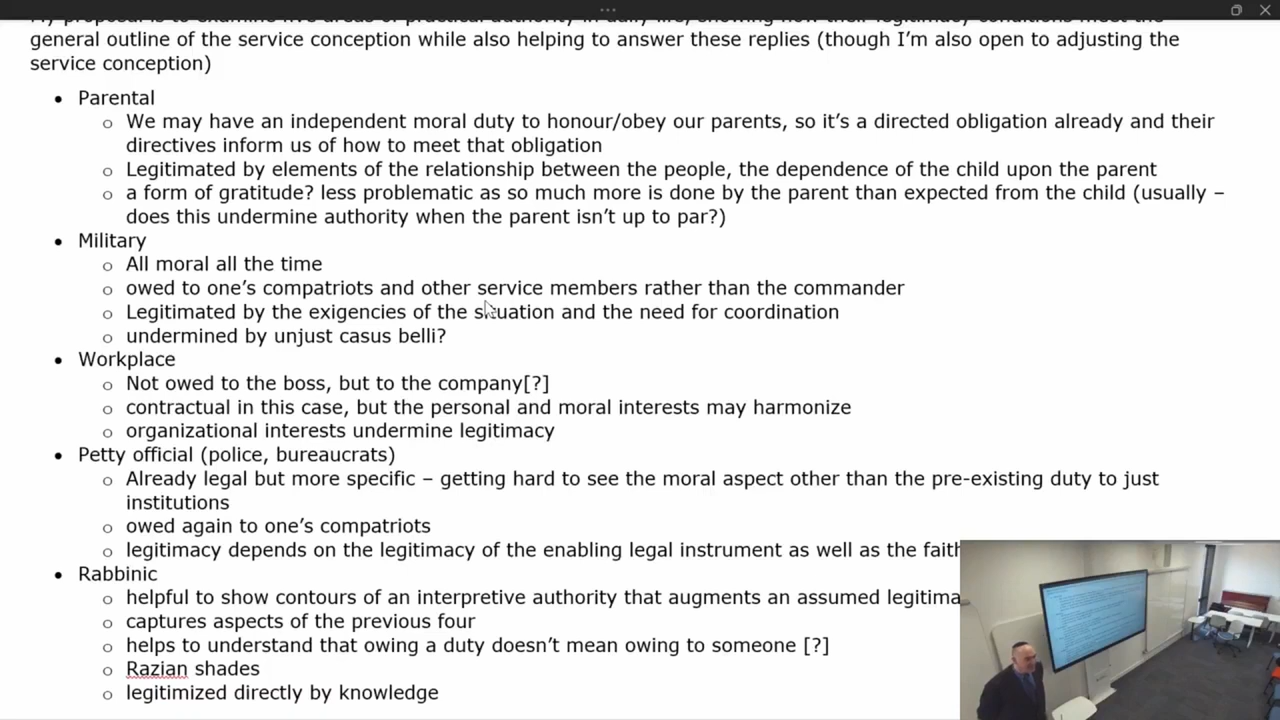 general outline of the service conception while also helping to answer these replies (though I'm also open to adjusting the
service conception)
• Parental
o We may have an independent moral duty to honour/obey our parents, so it's a directed obligation already and their
directives inform us of how to meet that obligation
o Legitimated by elements of the relationship between the people, the dependence of the child upon the parent
o a form of gratitude? less problematic as so much more is done by the parent than expected from the child (usually –
does this undermine authority when the parent isn't up to par?)
• Military
o All moral all the time
o owed to one's compatriots and other service members rather than the commander
o Legitimated by the exigencies of the situation and the need for coordination
o undermined by unjust casus belli?
• Workplace
o Not owed to the boss, but to the company[?]
o contractual in this case, but the personal and moral interests may harmonize
o organizational interests undermine legitimacy
• Petty official (police, bureaucrats)
o Already legal but more specific – getting hard to see the moral aspect other than the pre-existing duty to just
institutions
o owed again to one's compatriots
o legitimacy depends on the legitimacy of the enabling legal instrument as well as the faith
• Rabbinic
o helpful to show contours of an interpretive authority that augments an assumed legitima
o captures aspects of the previous four
o helps to understand that owing a duty doesn't mean owing to someone [?]
o Razian shades
o legitimized directly by knowledge